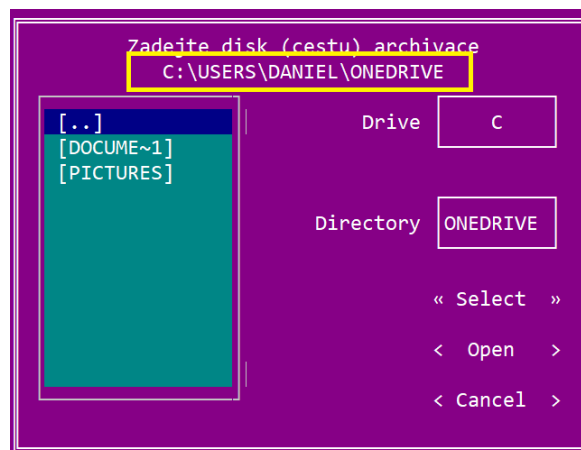 Zadejte disk (cestu) archivace
C:\USERS\DANIEL\ONEDRIVE
[..]
[DOCUME~1]
[PICTURES]
Drive C
Directory ONEDRIVE
« Select »
< Open >
< Cancel >